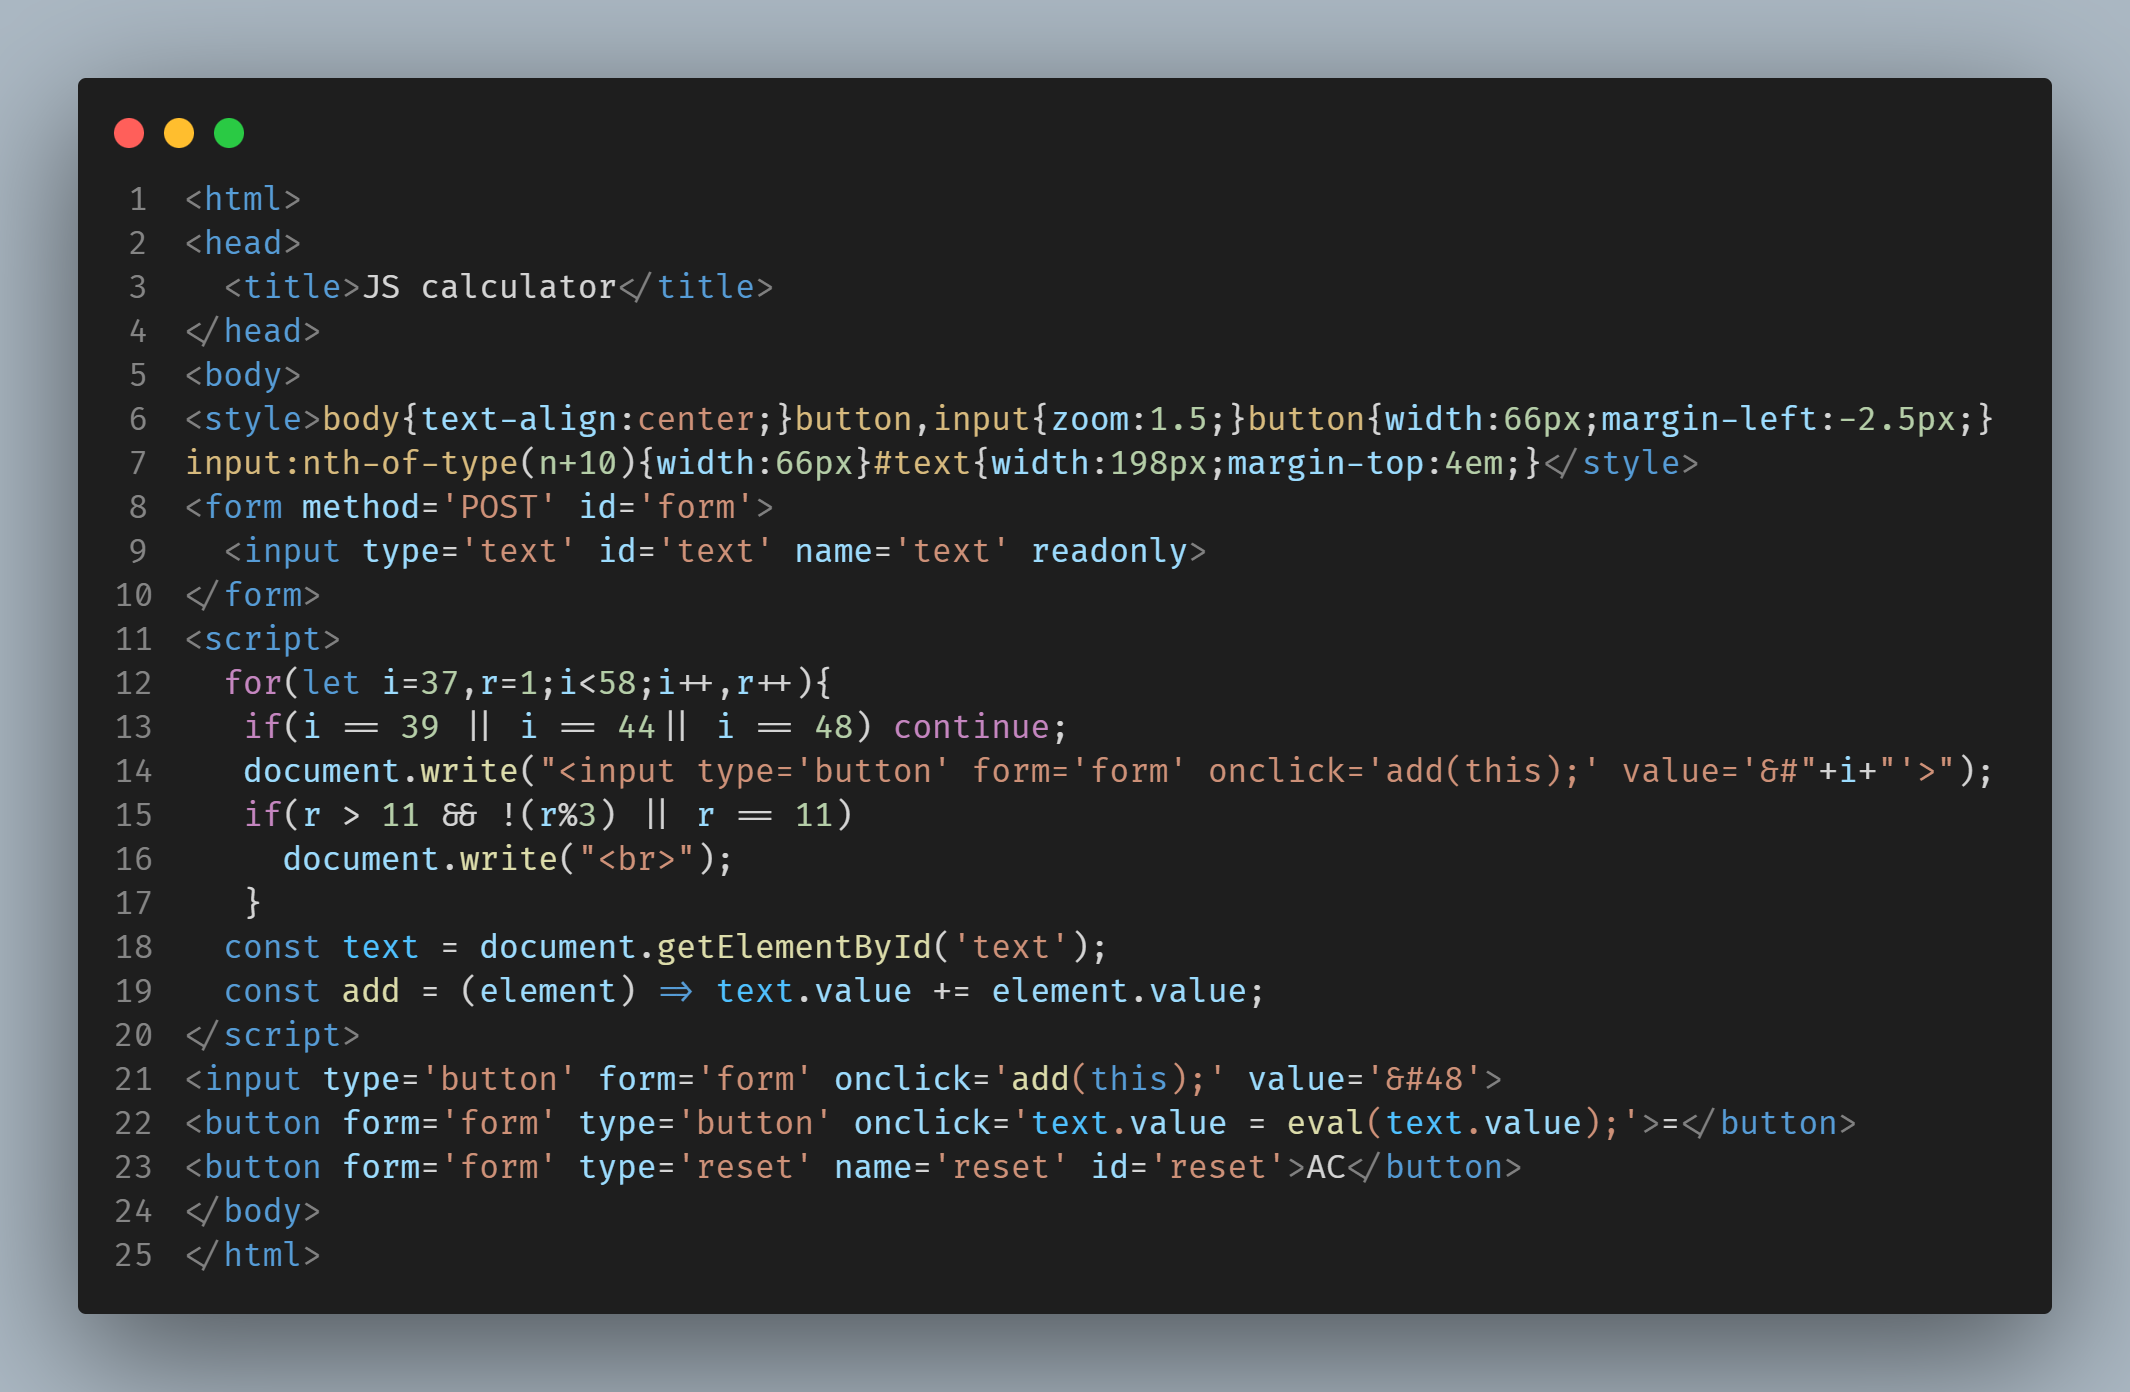 1 <html>
2 <head>
3   <title>JS calculator</title>
4 </head>
5 <body>
6 <style>body{text-align:center;}button,input{zoom:1.5;}button{width:66px;margin-left:-2.5px;}
7 input:nth-of-type(n+10){width:66px}#text{width:198px;margin-top:4em;}</style>
8 <form method='POST' id='form'>
9   <input type='text' id='text' name='text' readonly>
10 </form>
11 <script>
12   for(let i=37,r=1;i<58;i++,r++){
13    if(i == 39 || i == 44|| i == 48) continue;
14    document.write("<input type='button' form='form' onclick='add(this);' value='&#"+i+"'>");
15    if(r > 11 && !(r%3) || r == 11)
16      document.write("<br>");
17    }
18   const text = document.getElementById('text');
19   const add = (element) => text.value += element.value;
20 </script>
21 <input type='button' form='form' onclick='add(this);' value='&#48'>
22 <button form='form' type='button' onclick='text.value = eval(text.value);'>=</button>
23 <button form='form' type='reset' name='reset' id='reset'>AC</button>
24 </body>
25 </html>